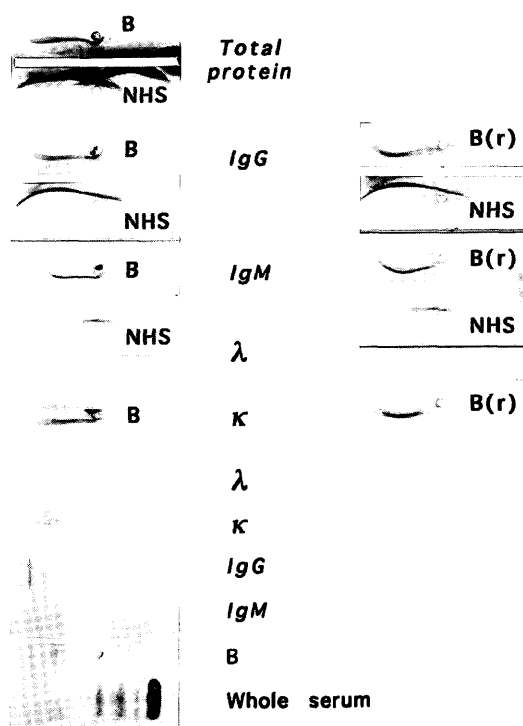 B
Total
protein
NHS
B IgG B(r)
NHS NHS
B IgM B(r)
NHS NHS
λ
B κ B(r)
λ
κ
IgG
IgM
B
Whole serum